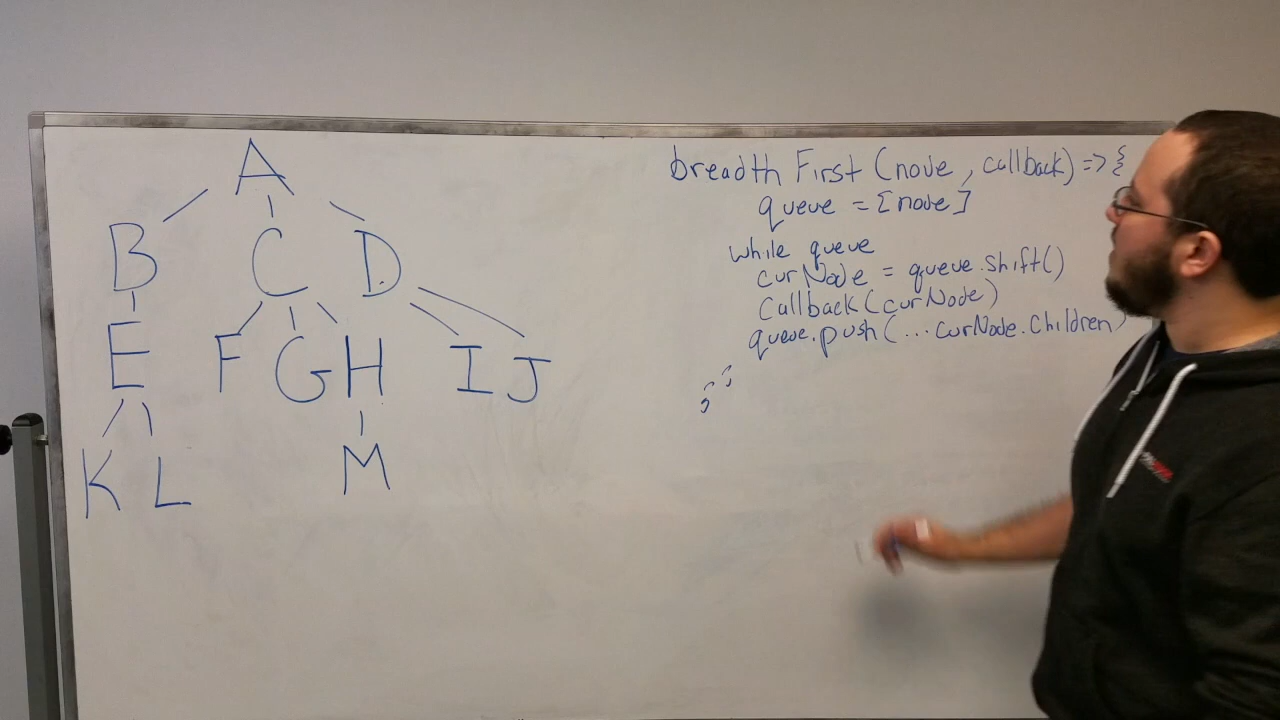 A
B C D
E F G H I J
K L M
breadth First (node, callback) => {
queue = [node]
while queue
curNode = queue.shift()
callback(curNode)
queue.push(...curNode.children)